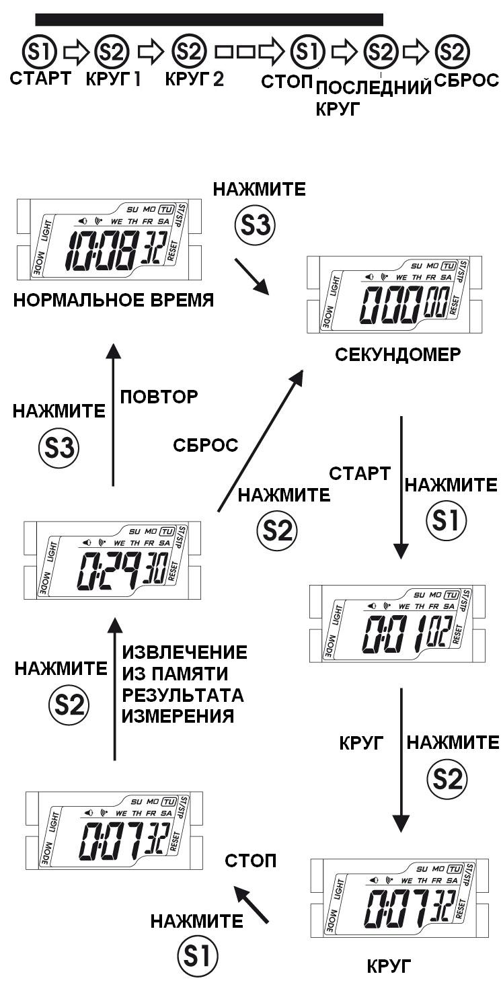 S1 S2 S2 S1 S2 S2
СТАРТ КРУГ 1 КРУГ 2 СТОП ПОСЛЕДНИЙ КРУГ СБРОС
НАЖМИТЕ
S3
SU MO TU
WE TH FR SA
LIGHT
MODE
ST/STP
RESET
10:08 32
НОРМАЛЬНОЕ ВРЕМЯ
SU MO TU
WE TH FR SA
LIGHT
MODE
ST/STP
RESET
000 00
СЕКУНДОМЕР
ПОВТОР
НАЖМИТЕ
S3
СБРОС
НАЖМИТЕ
S2
СТАРТ
НАЖМИТЕ
S1
SU MO TU
WE TH FR SA
LIGHT
MODE
ST/STP
RESET
0:29 30
SU MO TU
WE TH FR SA
LIGHT
MODE
ST/STP
RESET
0:01 02
НАЖМИТЕ
S2
ИЗВЛЕЧЕНИЕ
ИЗ ПАМЯТИ
РЕЗУЛЬТАТА
ИЗМЕРЕНИЯ
КРУГ
НАЖМИТЕ
S2
SU MO TU
WE TH FR SA
LIGHT
MODE
ST/STP
RESET
0:07 32
СТОП
НАЖМИТЕ
S1
SU MO TU
WE TH FR SA
LIGHT
MODE
ST/STP
RESET
0:07 32
КРУГ